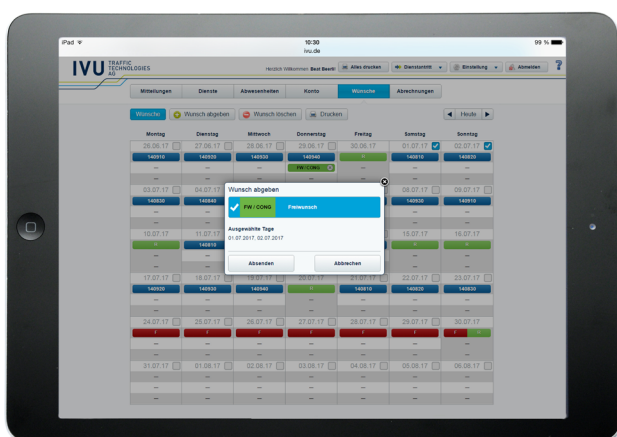 iPad 10:30 99 %
ivu.de
IVU TRAFFIC TECHNOLOGIES AG
Herzlich Willkommen Beat Beelti Alles drucken Dienstantritt Einstellung Abmelden ?
Mitteilungen Dienste Abwesenheiten Konto Wünsche Abrechnungen
Wünsche Wunsch abgeben Wunsch löschen Drucken Heute
Montag Dienstag Mittwoch Donnerstag Freitag Samstag Sonntag
26.06.17 27.06.17 28.06.17 29.06.17 30.06.17 01.07.17 02.07.17
140910 140920 140930 140940 140810 140820
FW / CONG
03.07.17 04.07.17 08.07.17 09.07.17
140830 140840 140930 140910
Wunsch abgeben
FW / CONG Freiwunsch
Ausgewählte Tage
01.07.2017, 02.07.2017
Absenden Abbrechen
10.07.17 11.07.17 15.07.17 16.07.17
140810
17.07.17 18.07.17 19.07.17 20.07.17 21.07.17 22.07.17 23.07.17
140920 140930 140940 140810 140820 140830
24.07.17 25.07.17 26.07.17 27.07.17 28.07.17 29.07.17 30.07.17
F F F F F F F
31.07.17 01.08.17 02.08.17 03.08.17 04.08.17 05.08.17 06.08.17